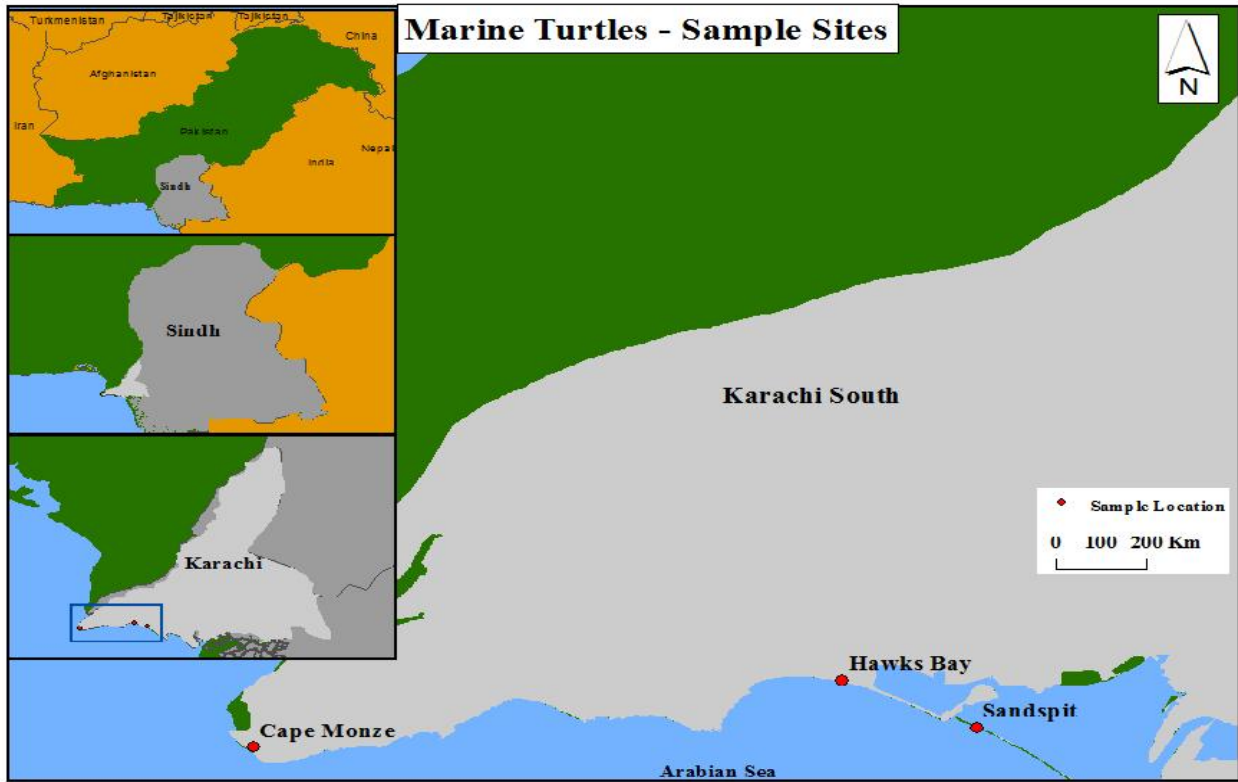 Marine Turtles - Sample Sites
Turkmenistan
Tajikistan
Tajikistan
China
Afghanistan
Iran
Pakistan
India
Nepal
Sindh
N
Sindh
Karachi South
Karachi
Sample Location
0 100 200 Km
Hawks Bay
Sandspit
Cape Monze
Arabian Sea